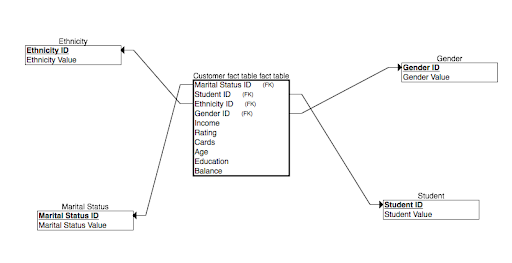 Ethnicity
Ethnicity ID
Ethnicity Value
Gender
Gender ID
Gender Value
Customer fact table fact table
Marital Status ID (FK)
Student ID (FK)
Ethnicity ID (FK)
Gender ID (FK)
Income
Rating
Cards
Age
Education
Balance
Marital Status
Marital Status ID
Marital Status Value
Student
Student ID
Student Value